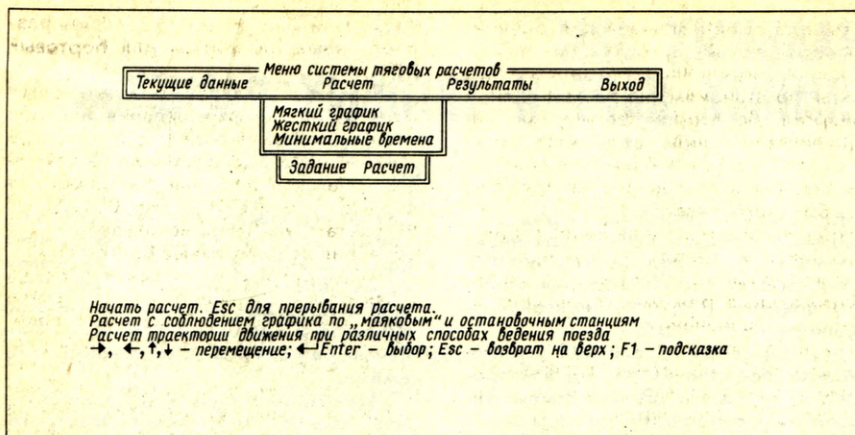 Меню системы тяговых расчетов
Текущие данные Расчет Результаты Выход
Мягкий график
Жесткий график
Минимальные времена
Задание Расчет
Начать расчет. Esc для прерывания расчета.
Расчет с соблюдением графика по „маяковым“ и остановочным станциям
Расчет траектории движения при различных способах ведения поезда
→, ←, ↑, ↓ – перемещение; ←┘Enter – выбор; Esc – возврат на верх; F1 – подсказка